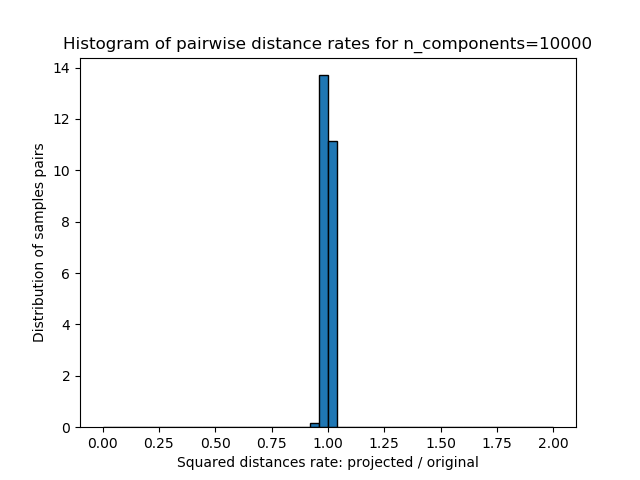 Histogram of pairwise distance rates for n_components=10000
Distribution of samples pairs
14
12
10
8
6
4
2
0
0.00 0.25 0.50 0.75 1.00 1.25 1.50 1.75 2.00
Squared distances rate: projected / original